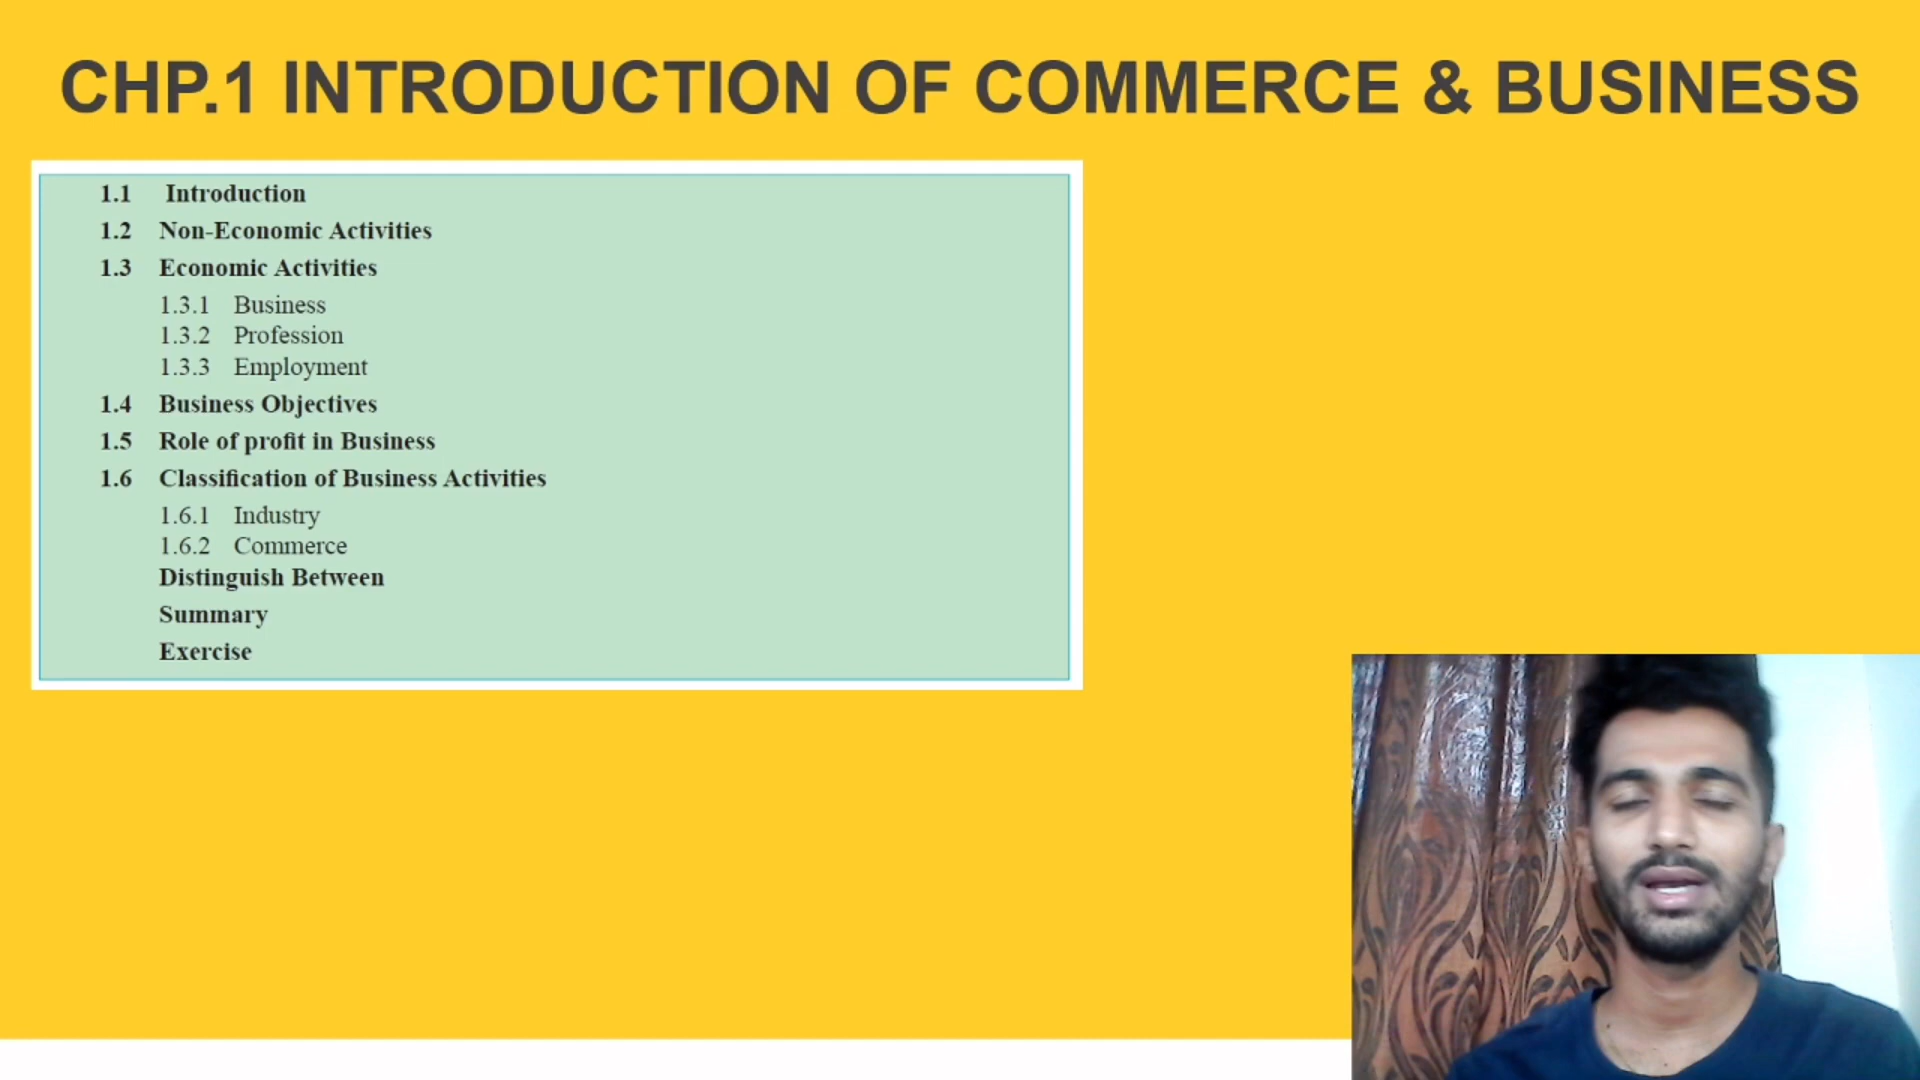 CHP.1 INTRODUCTION OF COMMERCE & BUSINESS
1.1 Introduction
1.2 Non-Economic Activities
1.3 Economic Activities
1.3.1 Business
1.3.2 Profession
1.3.3 Employment
1.4 Business Objectives
1.5 Role of profit in Business
1.6 Classification of Business Activities
1.6.1 Industry
1.6.2 Commerce
Distinguish Between
Summary
Exercise